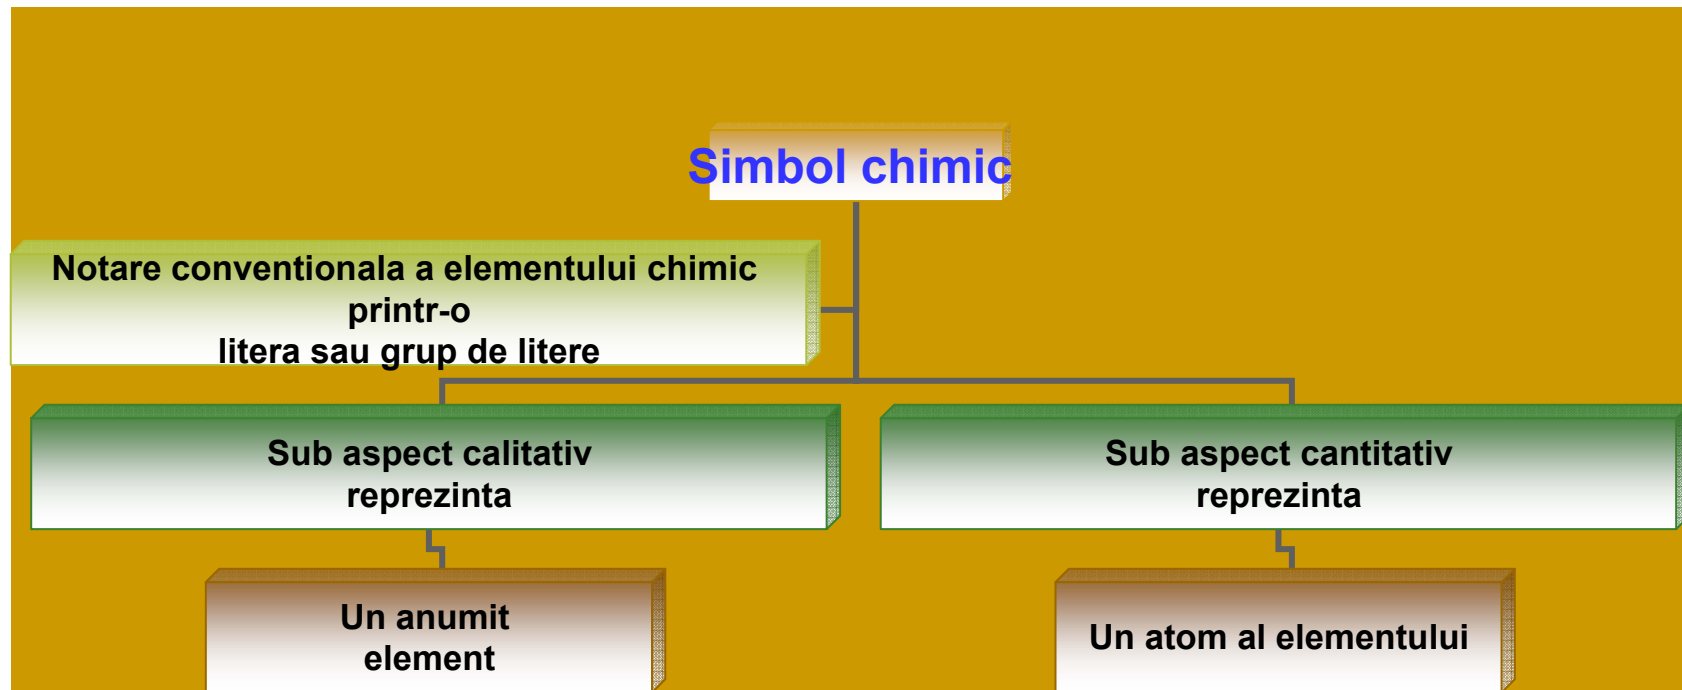 Simbol chimic
Notare conventionala a elementului chimic
printr-o
litera sau grup de litere
Sub aspect calitativ
reprezinta
Sub aspect cantitativ
reprezinta
Un anumit
element
Un atom al elementului